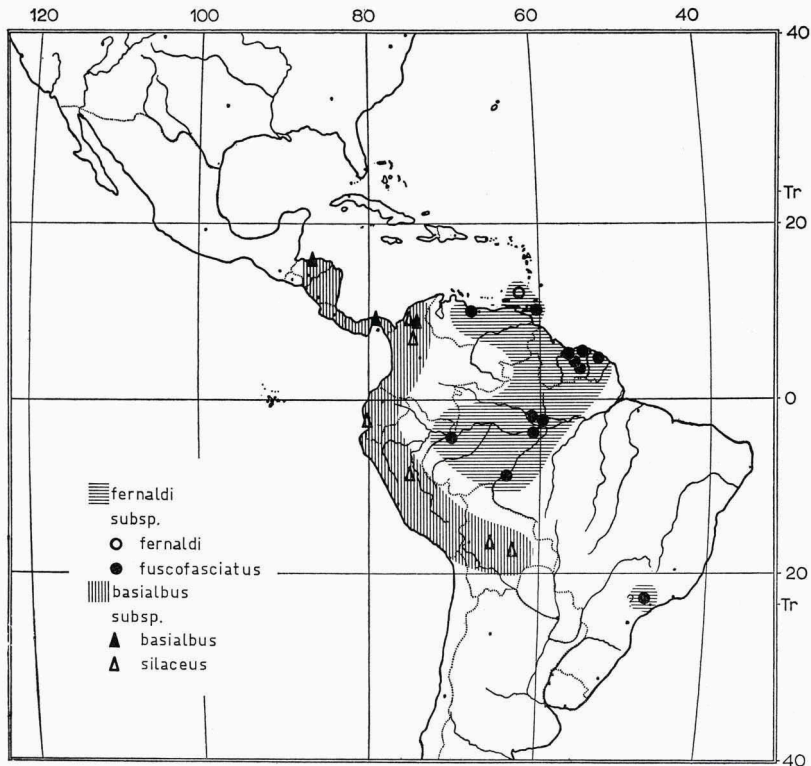 120 100 80 60 40
40
Tr
20
0
20
Tr
40
fernaldi
subsp.
fernaldi
fuscofasciatus
basialbus
subsp.
basialbus
silaceus